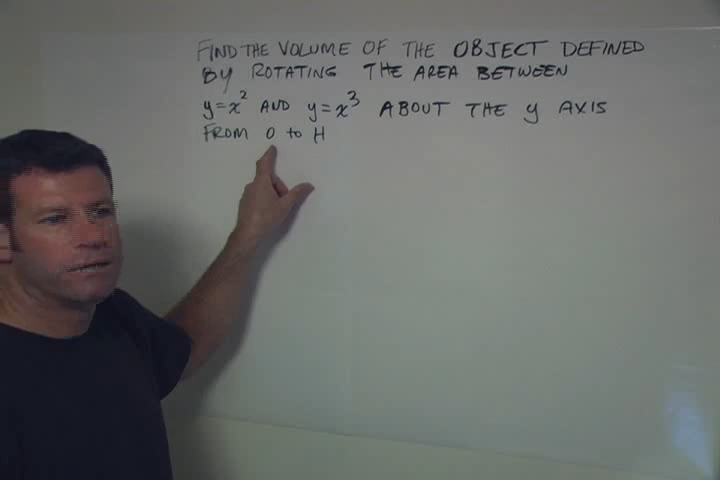 FIND THE VOLUME OF THE OBJECT DEFINED
BY ROTATING THE AREA BETWEEN
y=x² AND y=x³ ABOUT THE y AXIS
FROM 0 to H